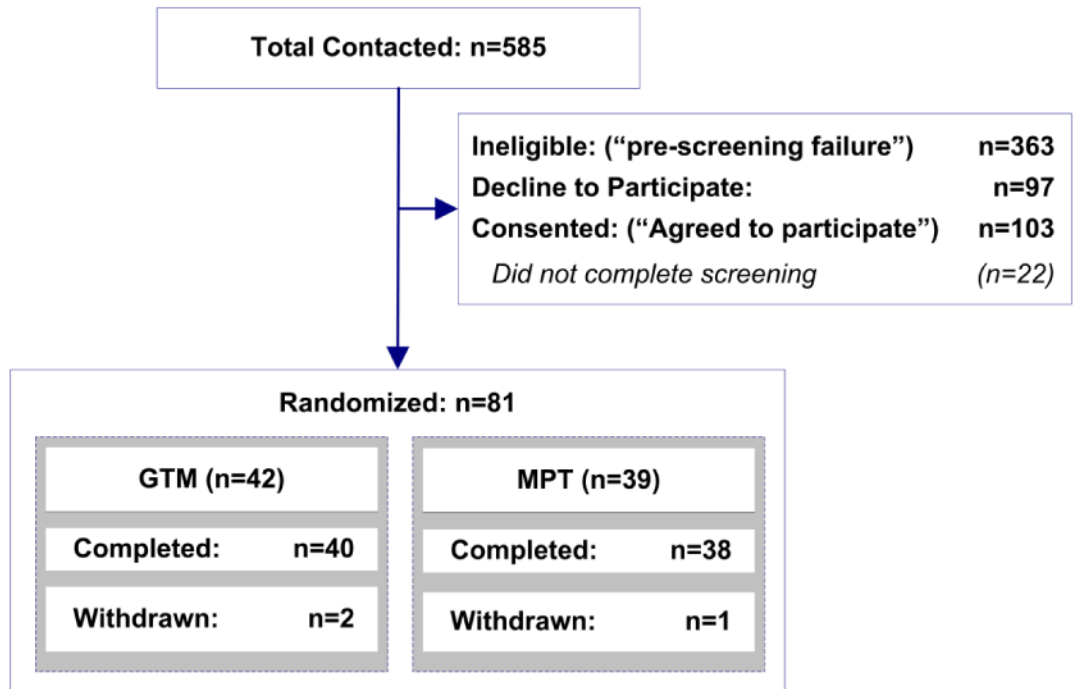 Total Contacted: n=585
Ineligible: (“pre-screening failure”) n=363
Decline to Participate: n=97
Consented: (“Agreed to participate”) n=103
Did not complete screening (n=22)
Randomized: n=81
GTM (n=42)
Completed: n=40
Withdrawn: n=2
MPT (n=39)
Completed: n=38
Withdrawn: n=1